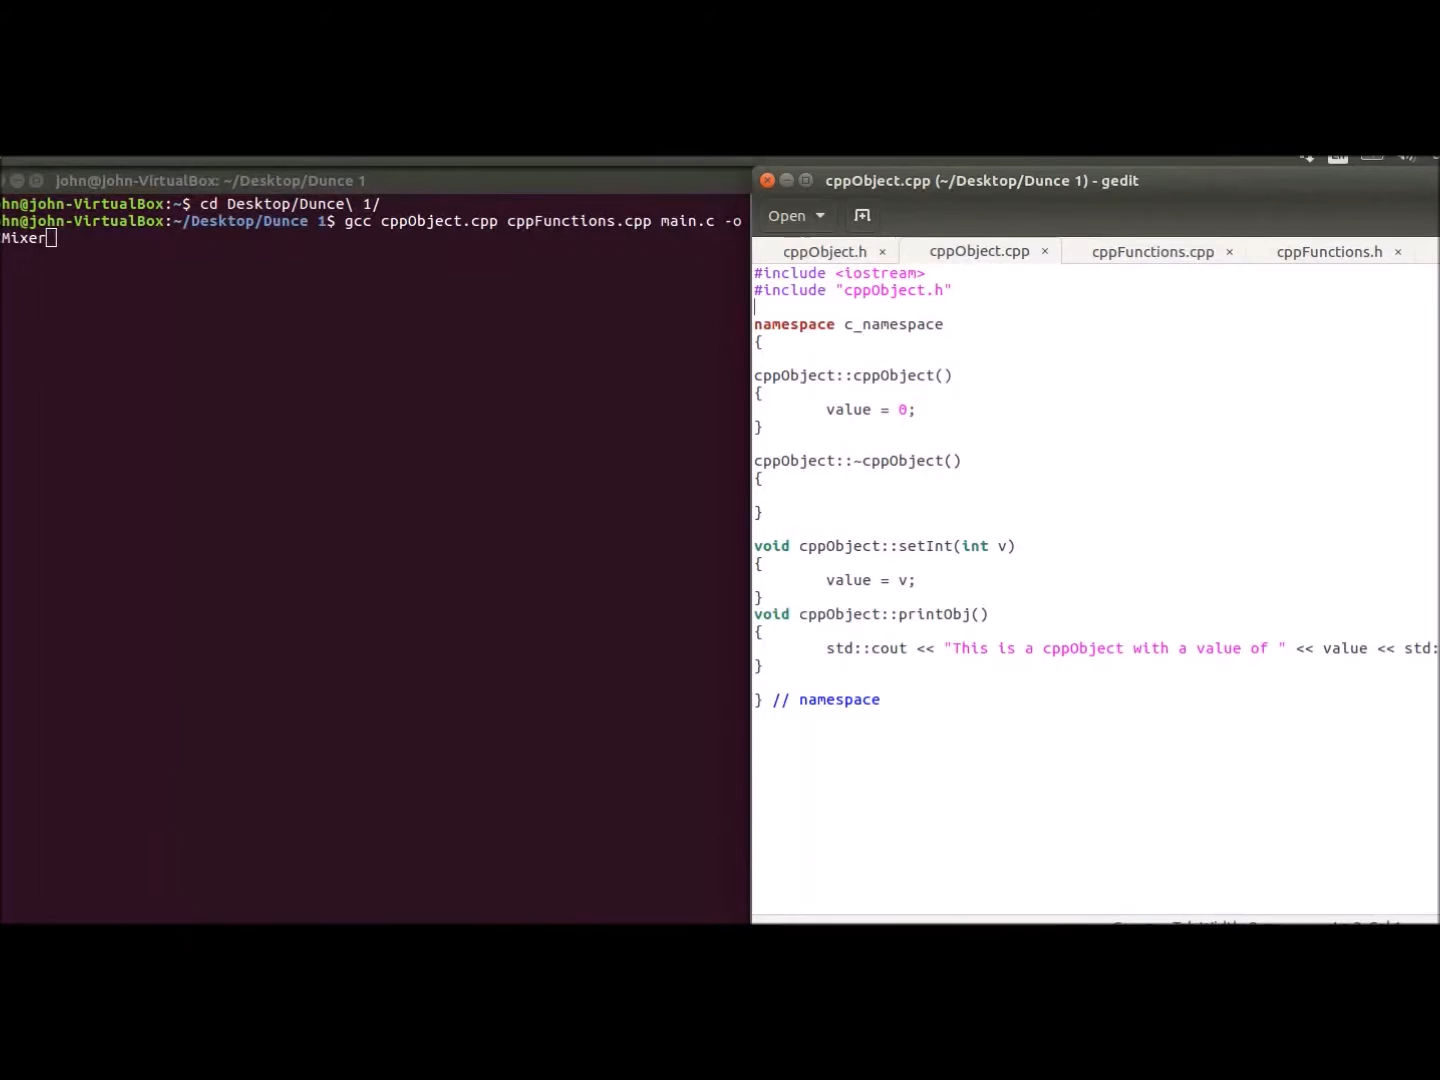 john@john-VirtualBox: ~/Desktop/Dunce 1
hn@john-VirtualBox:~$ cd Desktop/Dunce\ 1/
hn@john-VirtualBox:~/Desktop/Dunce 1$ gcc cppObject.cpp cppFunctions.cpp main.c -o
Mixer
cppObject.cpp (~/Desktop/Dunce 1) - gedit
Open
cppObject.h × cppObject.cpp × cppFunctions.cpp × cppFunctions.h ×
#include <iostream>
#include "cppObject.h"
namespace c_namespace
{
cppObject::cppObject()
{
value = 0;
}
cppObject::~cppObject()
{
}
void cppObject::setInt(int v)
{
value = v;
}
void cppObject::printObj()
{
std::cout << "This is a cppObject with a value of " << value << std:
}
} // namespace